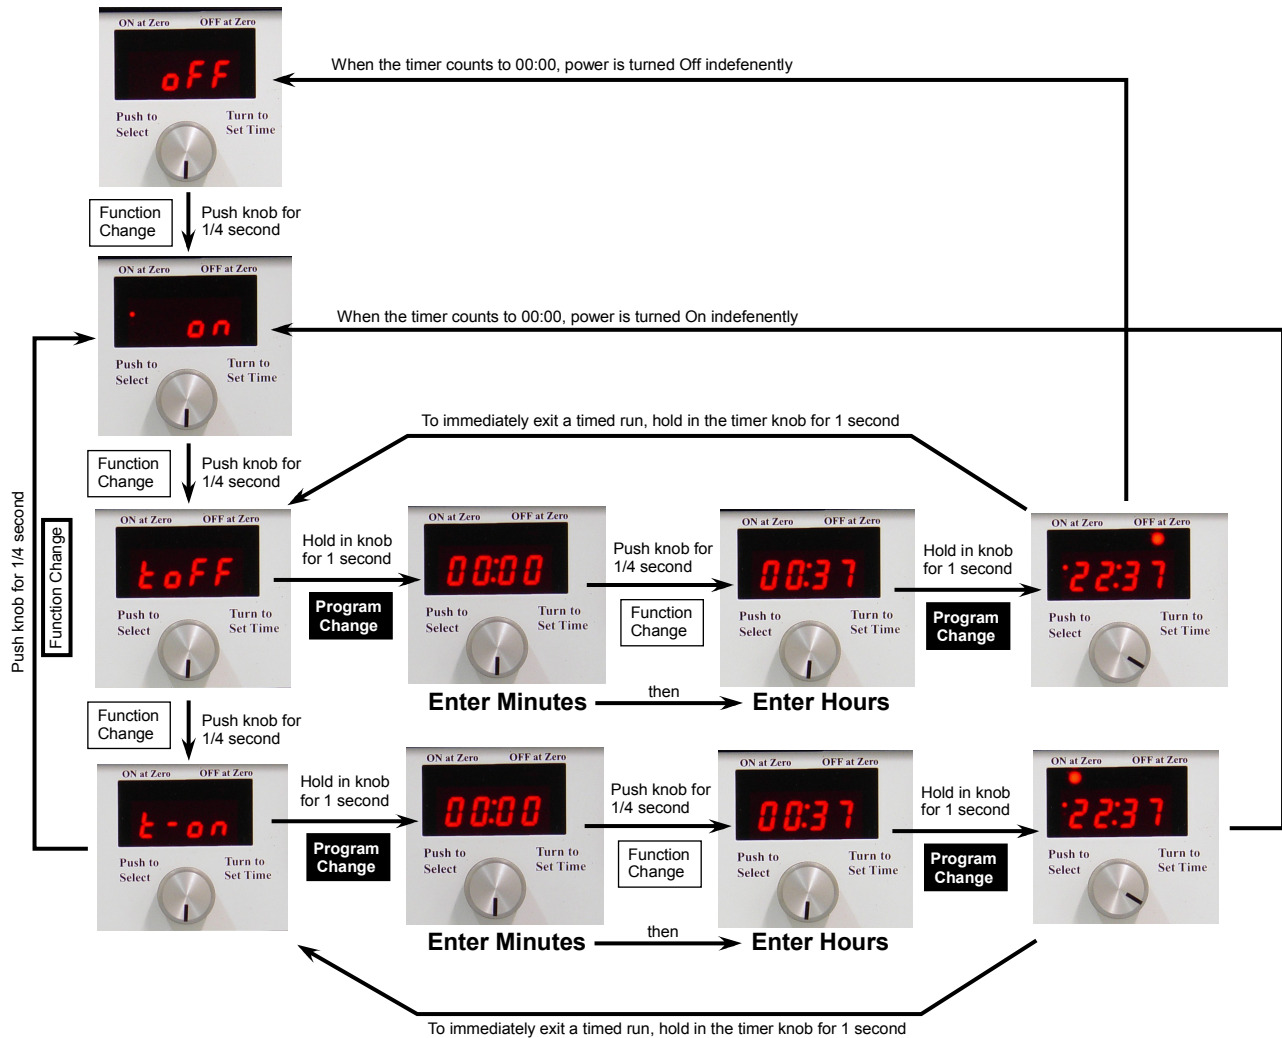 ON at Zero OFF at Zero
oFF
Push to Select
Turn to Set Time
When the timer counts to 00:00, power is turned Off indefenently
Function Change
Push knob for 1/4 second
ON at Zero OFF at Zero
on
Push to Select
Turn to Set Time
When the timer counts to 00:00, power is turned On indefenently
Function Change
Push knob for 1/4 second
To immediately exit a timed run, hold in the timer knob for 1 second
Push knob for 1/4 second
Function Change
ON at Zero OFF at Zero
toFF
Push to Select
Turn to Set Time
Hold in knob for 1 second
Program Change
ON at Zero OFF at Zero
00:00
Push to Select
Turn to Set Time
Push knob for 1/4 second
Function Change
ON at Zero OFF at Zero
00:37
Push to Select
Turn to Set Time
Hold in knob for 1 second
Program Change
ON at Zero OFF at Zero
22:37
Push to Select
Turn to Set Time
Enter Minutes
then
Enter Hours
Function Change
Push knob for 1/4 second
ON at Zero OFF at Zero
t-on
Push to Select
Turn to Set Time
Hold in knob for 1 second
Program Change
ON at Zero OFF at Zero
00:00
Push to Select
Turn to Set Time
Push knob for 1/4 second
Function Change
ON at Zero OFF at Zero
00:37
Push to Select
Turn to Set Time
Hold in knob for 1 second
Program Change
ON at Zero OFF at Zero
22:37
Push to Select
Turn to Set Time
Enter Minutes
then
Enter Hours
To immediately exit a timed run, hold in the timer knob for 1 second